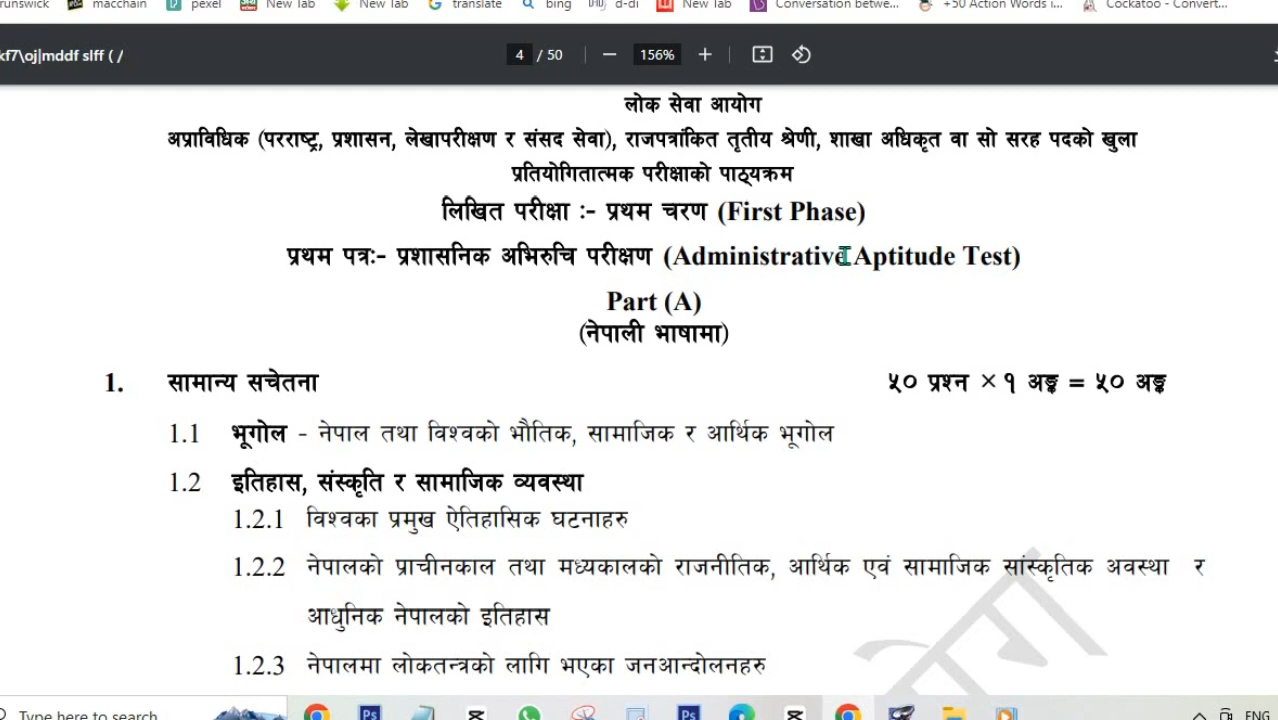 runswick macchain pexel New Tab New Tab translate bing d-di New Tab Conversation betwe... +50 Action Words i... Cockatoo - Convert...
kf7\oj|mddf slff ( / 4 / 50 − 156% +
लोक सेवा आयोग
अप्राविधिक (परराष्ट्र, प्रशासन, लेखापरीक्षण र संसद सेवा), राजपत्रांकित तृतीय श्रेणी, शाखा अधिकृत वा सो सरह पदको खुला
प्रतियोगितात्मक परीक्षाको पाठ्यक्रम
लिखित परीक्षा :- प्रथम चरण (First Phase)
प्रथम पत्रः- प्रशासनिक अभिरुचि परीक्षण (Administrative Aptitude Test)
Part (A)
(नेपाली भाषामा)
1. सामान्य सचेतना ५० प्रश्न × १ अङ्क = ५० अङ्क
1.1 भूगोल - नेपाल तथा विश्वको भौतिक, सामाजिक र आर्थिक भूगोल
1.2 इतिहास, संस्कृति र सामाजिक व्यवस्था
1.2.1 विश्वका प्रमुख ऐतिहासिक घटनाहरु
1.2.2 नेपालको प्राचीनकाल तथा मध्यकालको राजनीतिक, आर्थिक एवं सामाजिक सांस्कृतिक अवस्था र
आधुनिक नेपालको इतिहास
1.2.3 नेपालमा लोकतन्त्रको लागि भएका जनआन्दोलनहरु
Type here to search ENG